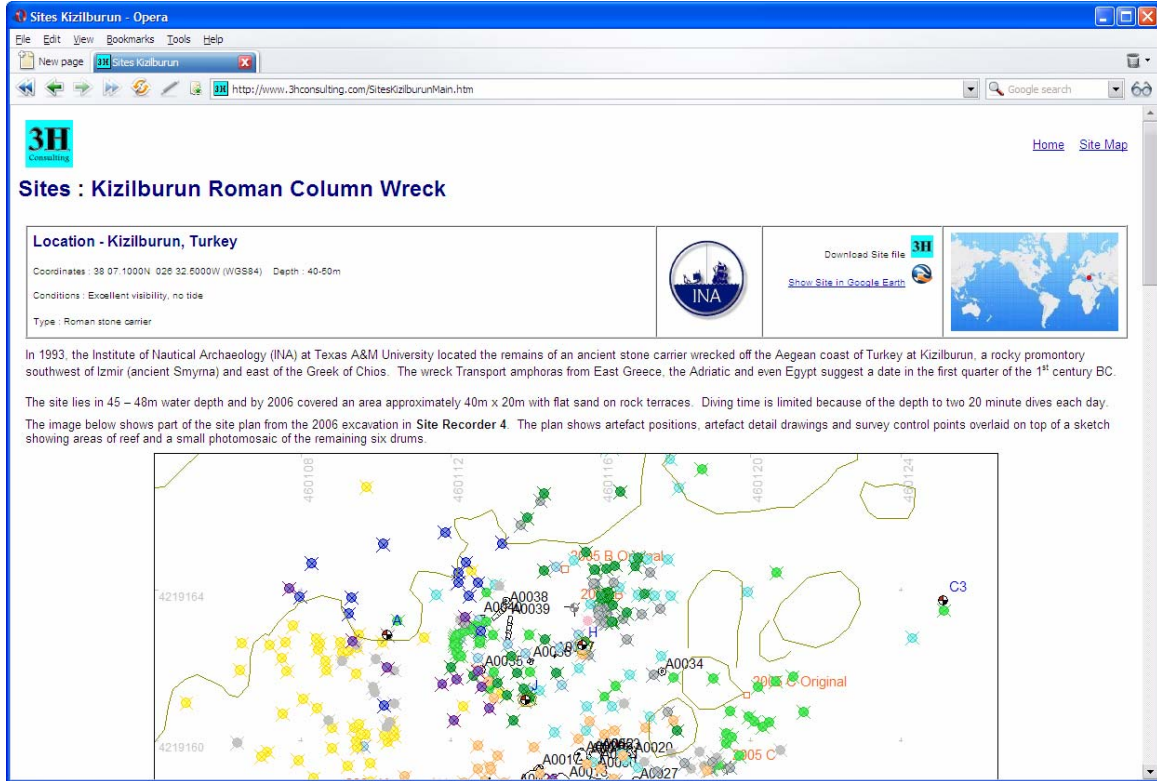 Sites Kizilburun - Opera
File Edit View Bookmarks Tools Help
New page 3H Sites Kizilburun
3H http://www.3hconsulting.com/SitesKizilburunMain.htm Google search
3H
Consulting
Home Site Map
Sites : Kizilburun Roman Column Wreck
Location - Kizilburun, Turkey
Coordinates : 38 07.1000N 026 32.5000W (WGS84) Depth : 40-50m
Conditions : Excellent visibility, no tide
Type : Roman stone carrier
INA
Download Site file 3H
Show Site in Google Earth
In 1993, the Institute of Nautical Archaeology (INA) at Texas A&M University located the remains of an ancient stone carrier wrecked off the Aegean coast of Turkey at Kizilburun, a rocky promontory
southwest of Izmir (ancient Smyrna) and east of the Greek of Chios. The wreck Transport amphoras from East Greece, the Adriatic and even Egypt suggest a date in the first quarter of the 1st century BC.
The site lies in 45 – 48m water depth and by 2006 covered an area approximately 40m x 20m with flat sand on rock terraces. Diving time is limited because of the depth to two 20 minute dives each day.
The image below shows part of the site plan from the 2006 excavation in Site Recorder 4. The plan shows artefact positions, artefact detail drawings and survey control points overlaid on top of a sketch
showing areas of reef and a small photomosaic of the remaining six drums.
460108 460112 460116 460120 460124
2005 B Original
C3
4219164
A0038
A0040 A0039
A
H
A0035
A0034
J
Original
4219160
A0020
005 C
A0027